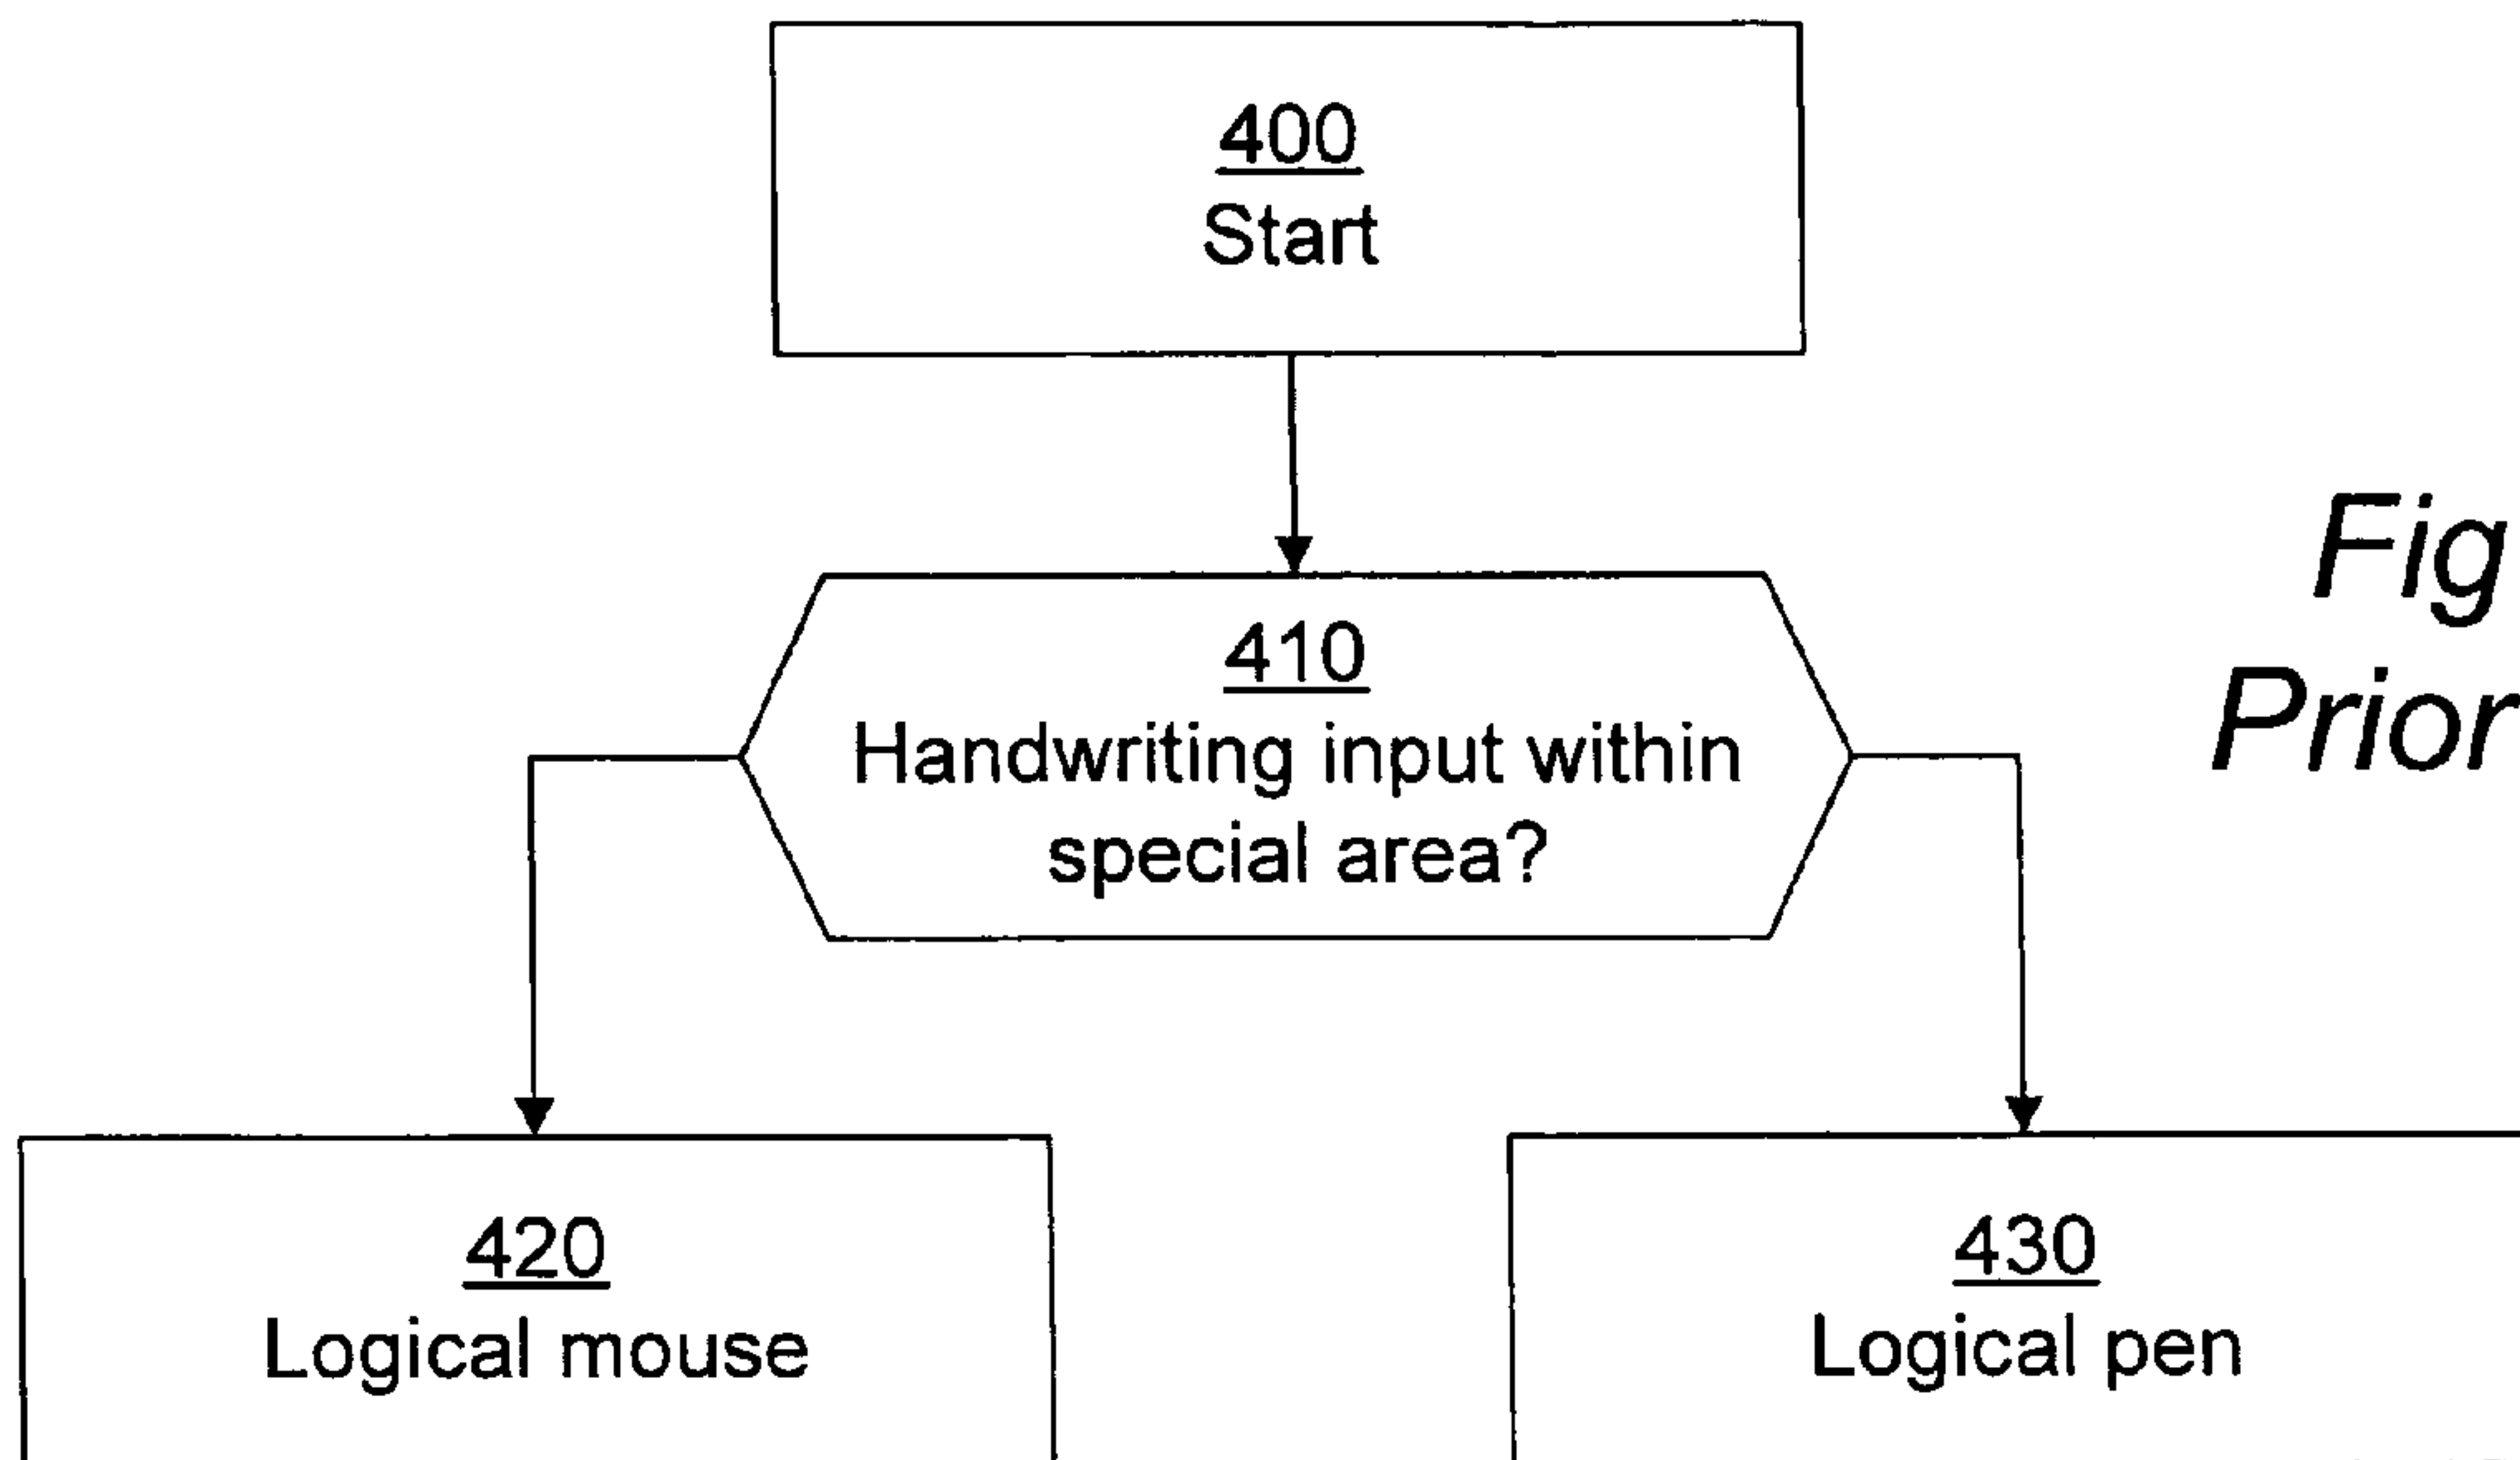 400
Start
Fig
Prior
410
Handwriting input within
special area?
420
Logical mouse
430
Logical pen